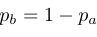 p_b = 1 - p_a